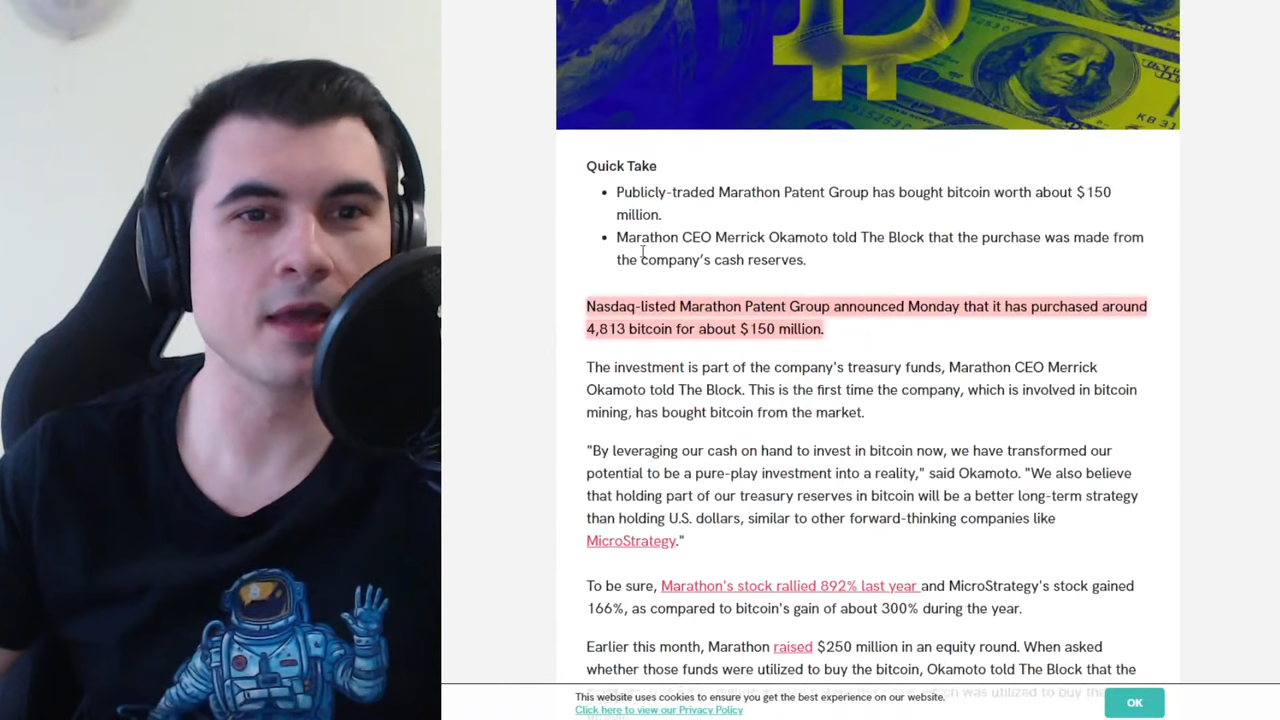 KB 31
Quick Take
• Publicly-traded Marathon Patent Group has bought bitcoin worth about $150
million.
• Marathon CEO Merrick Okamoto told The Block that the purchase was made from
the company’s cash reserves.
Nasdaq-listed Marathon Patent Group announced Monday that it has purchased around
4,813 bitcoin for about $150 million.
The investment is part of the company's treasury funds, Marathon CEO Merrick
Okamoto told The Block. This is the first time the company, which is involved in bitcoin
mining, has bought bitcoin from the market.
"By leveraging our cash on hand to invest in bitcoin now, we have transformed our
potential to be a pure-play investment into a reality," said Okamoto. "We also believe
that holding part of our treasury reserves in bitcoin will be a better long-term strategy
than holding U.S. dollars, similar to other forward-thinking companies like
MicroStrategy."
To be sure, Marathon's stock rallied 892% last year and MicroStrategy's stock gained
166%, as compared to bitcoin's gain of about 300% during the year.
Earlier this month, Marathon raised $250 million in an equity round. When asked
whether those funds were utilized to buy the bitcoin, Okamoto told The Block that the
which was utilized to buy the
This website uses cookies to ensure you get the best experience on our website.
Click here to view our Privacy Policy
OK